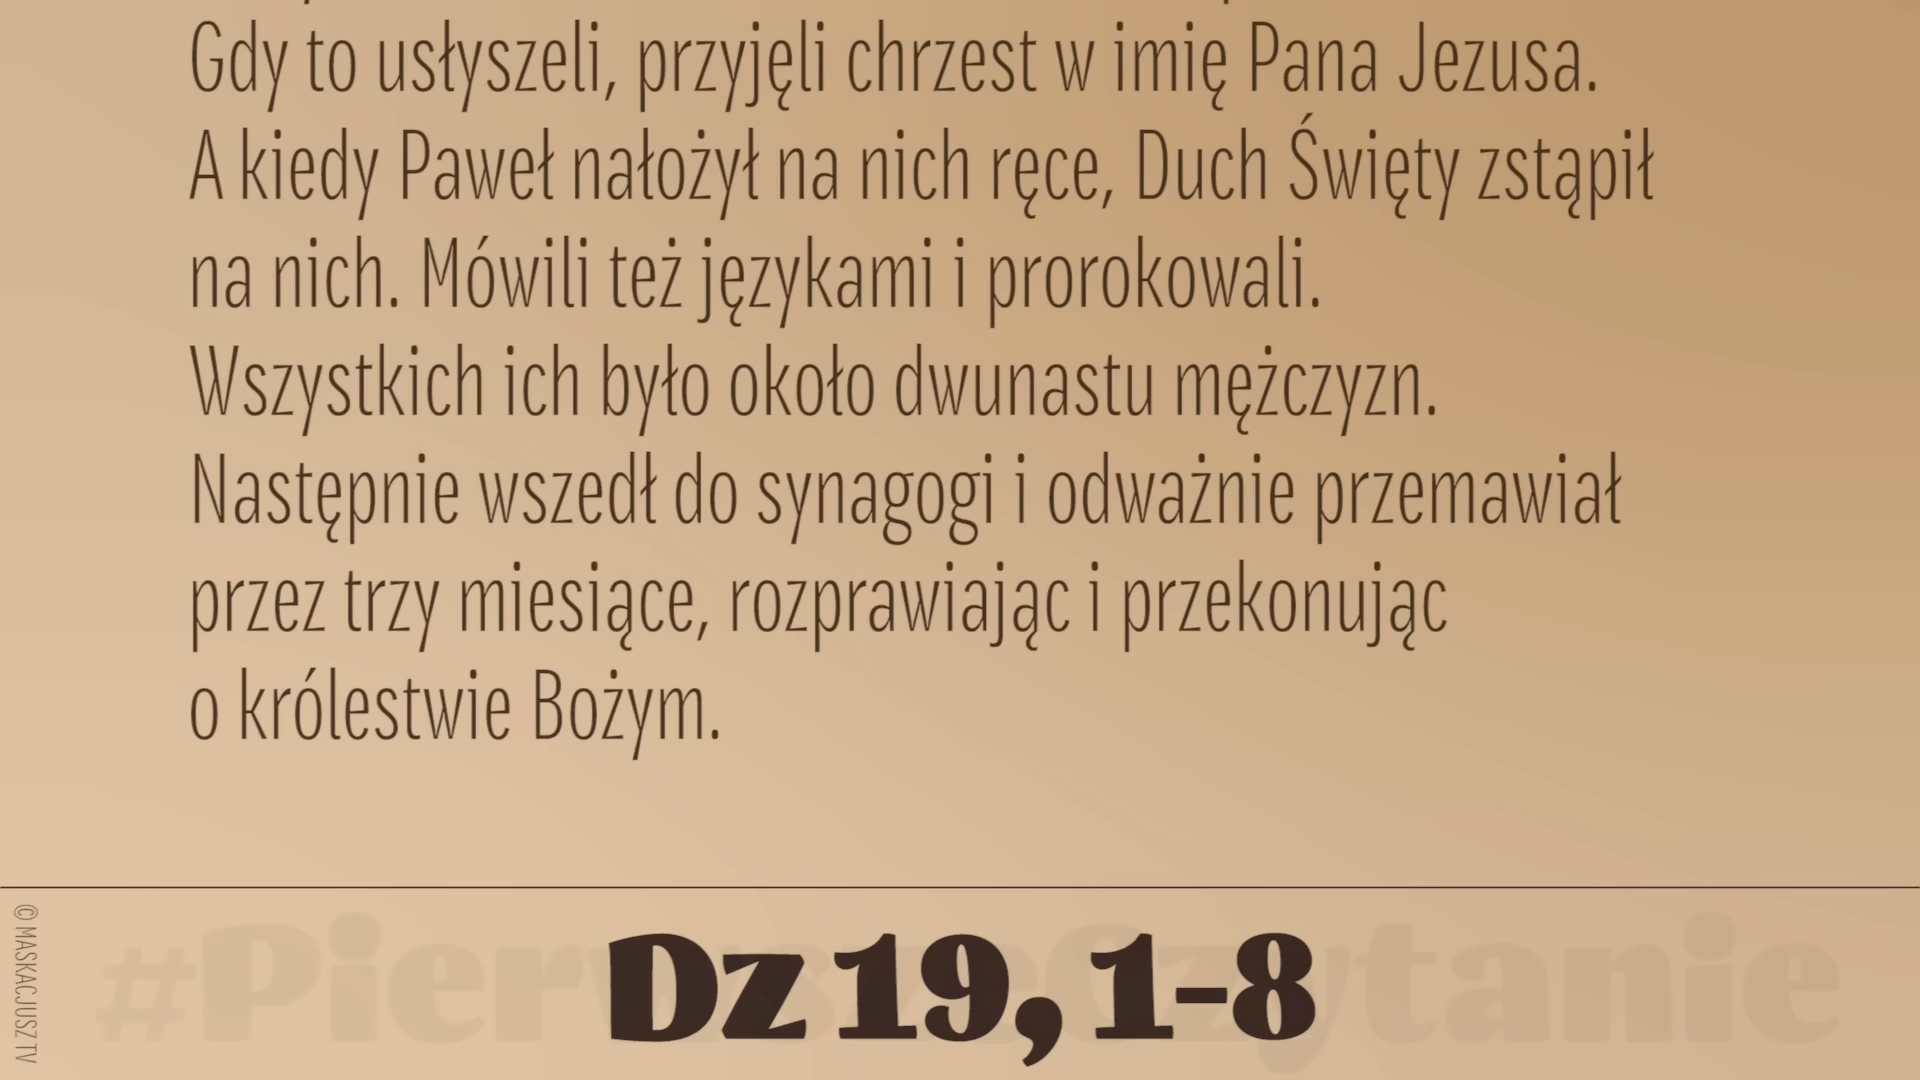 Gdy to usłyszeli, przyjęli chrzest w imię Pana Jezusa.
A kiedy Paweł nałożył na nich ręce, Duch Święty zstąpił
na nich. Mówili też językami i prorokowali.
Wszystkich ich było około dwunastu mężczyzn.
Następnie wszedł do synagogi i odważnie przemawiał
przez trzy miesiące, rozprawiając i przekonując
o królestwie Bożym.
#PierwszeCzytanie
Dz 19, 1-8
© MASKACJUSZ TV